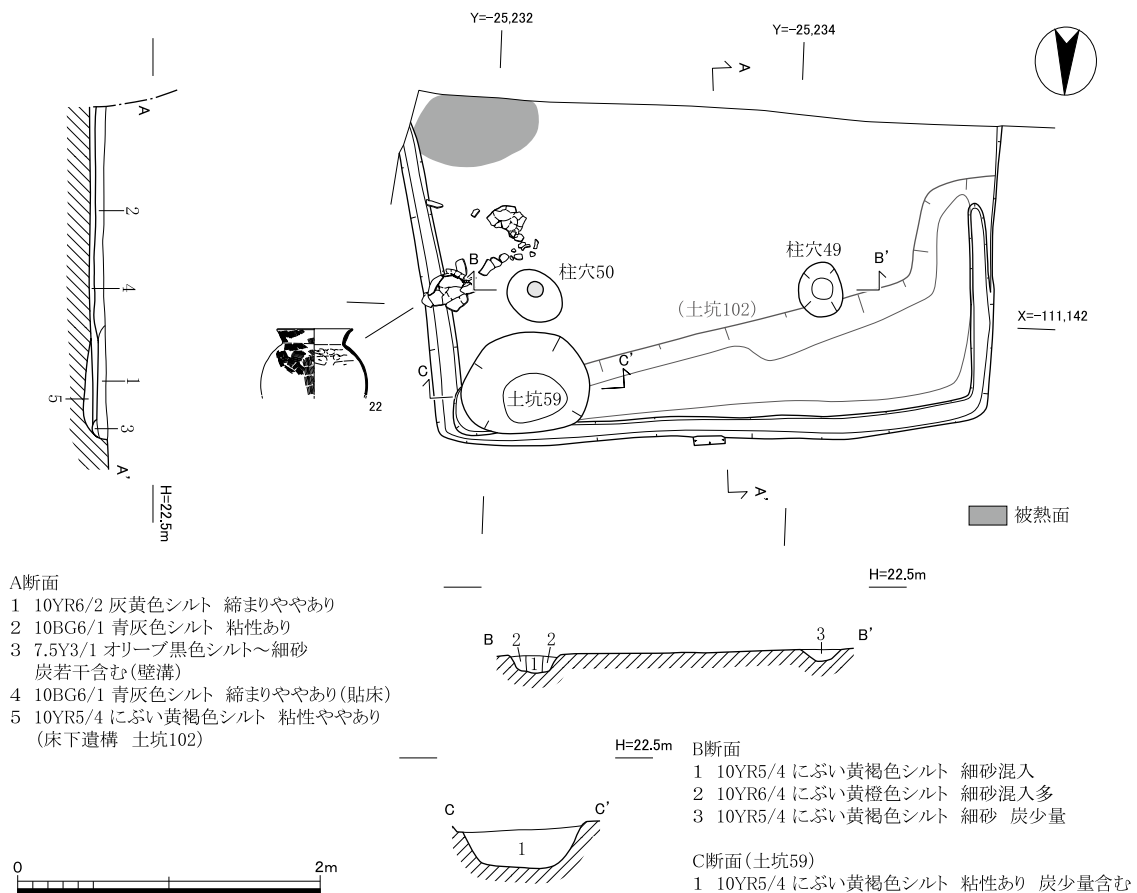 Y=-25,232
Y=-25,234
A
A
2
柱穴50
柱穴49
B
B'
4
(土坑102)
X=-111,142
C
C'
1
5
土坑59
22
3
A'
A'
H=22.5m
被熱面
A断面
1 10YR6/2 灰黄色シルト 締まりややあり
2 10BG6/1 青灰色シルト 粘性あり
3 7.5Y3/1 オリーブ黒色シルト～細砂
炭若干含む(壁溝)
4 10BG6/1 青灰色シルト 締まりややあり(貼床)
5 10YR5/4 にぶい黄褐色シルト 粘性ややあり
(床下遺構 土坑102)
H=22.5m
B 2 2 3 B'
1
H=22.5m
C C'
1
B断面
1 10YR5/4 にぶい黄褐色シルト 細砂混入
2 10YR6/4 にぶい黄橙色シルト 細砂混入多
3 10YR5/4 にぶい黄褐色シルト 細砂 炭少量
C断面(土坑59)
1 10YR5/4 にぶい黄褐色シルト 粘性あり 炭少量含む
0 2m